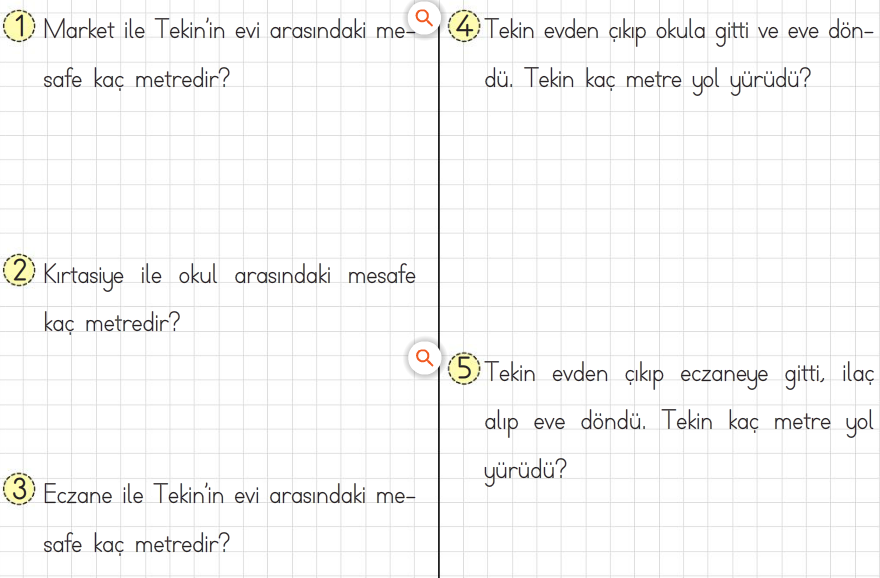 1 Market ile Tekin'in evi arasındaki me-
safe kaç metredir?
2 Kırtasiye ile okul arasındaki mesafe
kaç metredir?
3 Eczane ile Tekin'in evi arasındaki me-
safe kaç metredir?
4 Tekin evden çıkıp okula gitti ve eve dön-
dü. Tekin kaç metre yol yürüdü?
5 Tekin evden çıkıp eczaneye gitti, ilaç
alıp eve döndü. Tekin kaç metre yol
yürüdü?